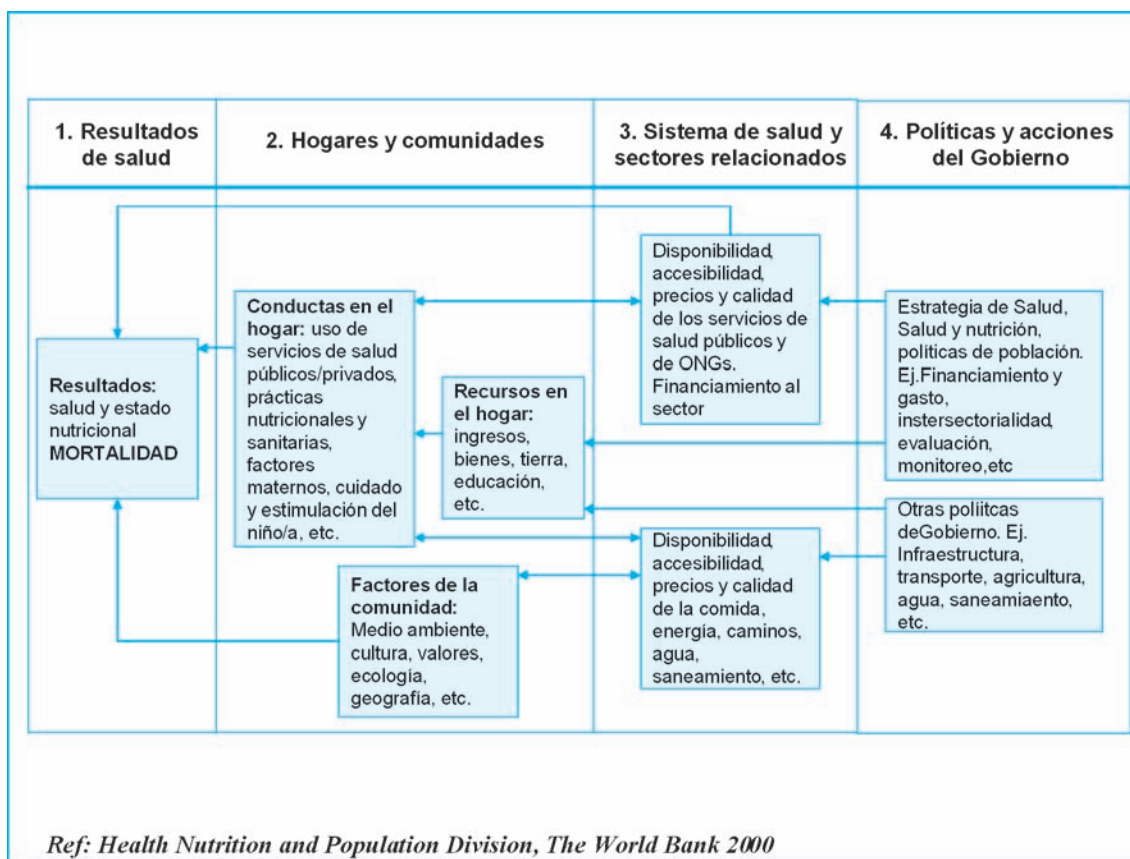 1. Resultados
de salud
2. Hogares y comunidades
3. Sistema de salud y
sectores relacionados
4. Políticas y acciones
del Gobierno
Resultados:
salud y estado
nutricional
MORTALIDAD
Conductas en el
hogar: uso de
servicios de salud
públicos/privados,
prácticas
nutricionales y
sanitarias,
factores
maternos, cuidado
y estimulación del
niño/a, etc.
Recursos en
el hogar:
ingresos,
bienes, tierra,
educación,
etc.
Factores de la
comunidad:
Medio ambiente,
cultura, valores,
ecología,
geografía, etc.
Disponibilidad,
accesibilidad,
precios y calidad
de los servicios de
salud públicos y
de ONGs.
Financiamiento al
sector
Disponibilidad,
accesibilidad,
precios y calidad
de la comida,
energía, caminos,
agua,
saneamiento, etc.
Estrategia de Salud,
Salud y nutrición,
políticas de población.
Ej.Financiamiento y
gasto,
instersectorialidad,
evaluación,
monitoreo,etc
Otras poliitcas
deGobierno. Ej.
Infraestructura,
transporte, agricultura,
agua, saneamiaento,
etc.
Ref: Health Nutrition and Population Division, The World Bank 2000